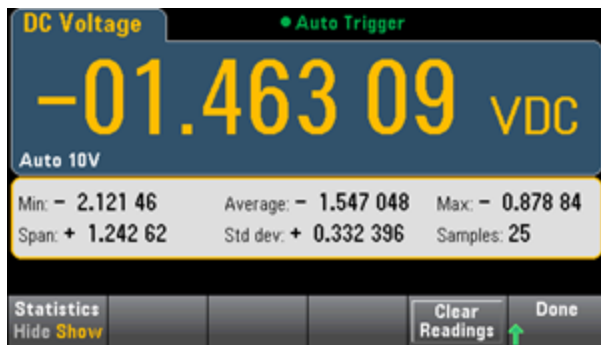 DC Voltage
Auto Trigger
−01.463 09 VDC
Auto 10V
Min: − 2.121 46 Average: − 1.547 048 Max: − 0.878 84
Span: + 1.242 62 Std dev: + 0.332 396 Samples: 25
Statistics
Hide Show
Clear
Readings
Done